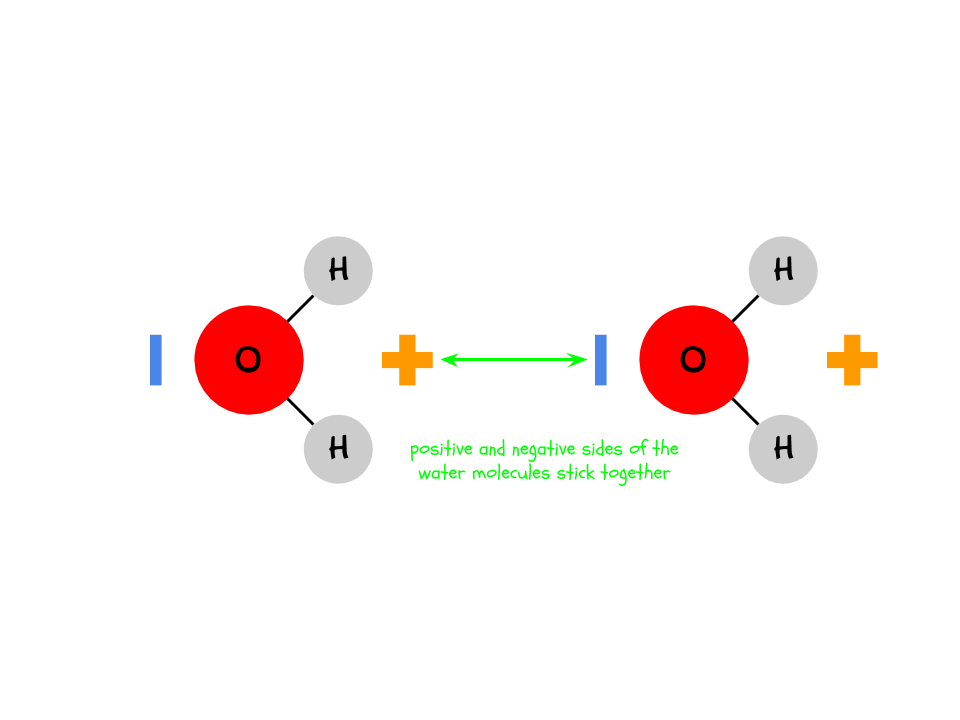 H
H
O
O
H
H
positive and negative sides of the
water molecules stick together